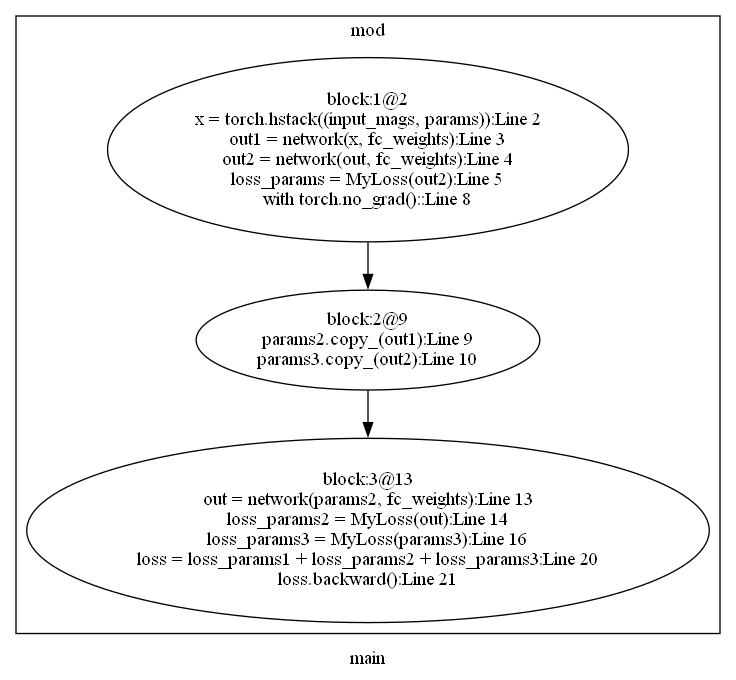 mod
block:1@2
x = torch.hstack((input_mags, params)):Line 2
out1 = network(x, fc_weights):Line 3
out2 = network(out, fc_weights):Line 4
loss_params = MyLoss(out2):Line 5
with torch.no_grad()::Line 8
block:2@9
params2.copy_(out1):Line 9
params3.copy_(out2):Line 10
block:3@13
out = network(params2, fc_weights):Line 13
loss_params2 = MyLoss(out):Line 14
loss_params3 = MyLoss(params3):Line 16
loss = loss_params1 + loss_params2 + loss_params3:Line 20
loss.backward():Line 21
main